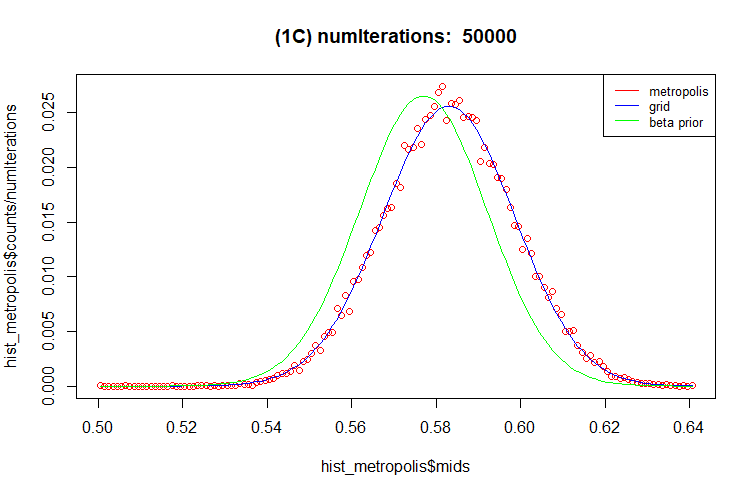 (1C) numIterations:  50000
metropolis
grid
beta prior
hist_metropolis$counts/numIterations
0.025
0.020
0.015
0.010
0.005
0.000
0.50 0.52 0.54 0.56 0.58 0.60 0.62 0.64
hist_metropolis$mids